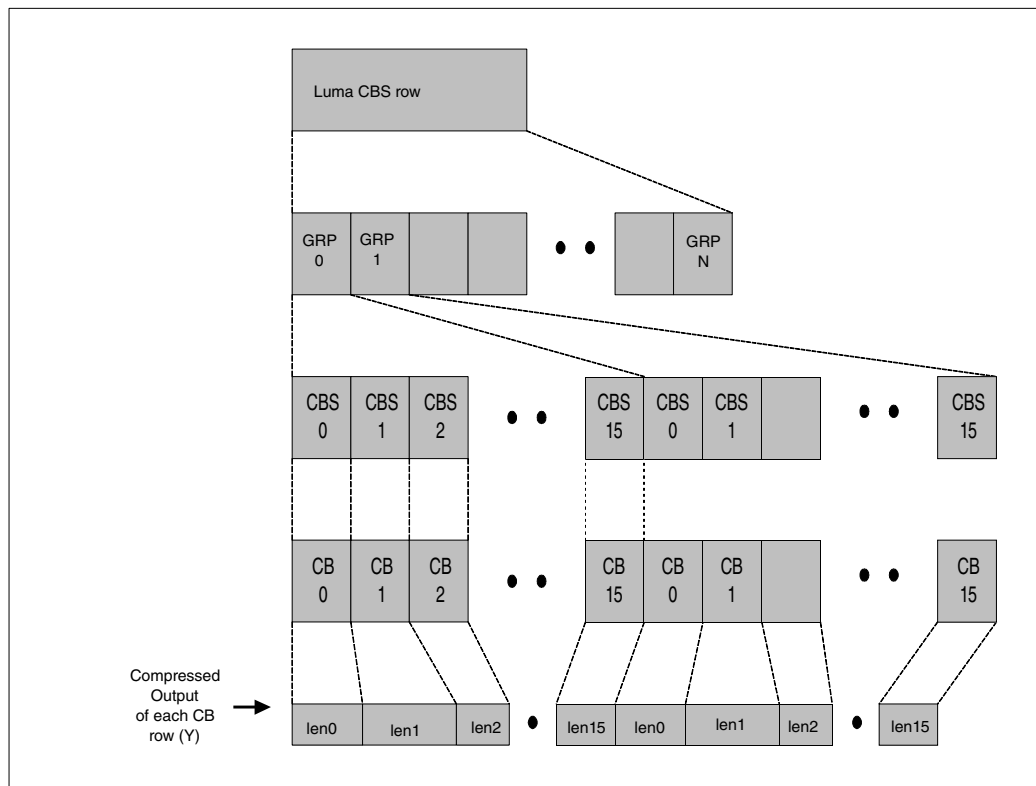 Luma CBS row
GRP
0
GRP
1
GRP
N
CBS
0
CBS
1
CBS
2
CBS
15
CBS
0
CBS
1
CBS
15
CB
0
CB
1
CB
2
CB
15
CB
0
CB
1
CB
15
Compressed
Output
of each CB
row (Y)
len0
len1
len2
len15
len0
len1
len2
len15